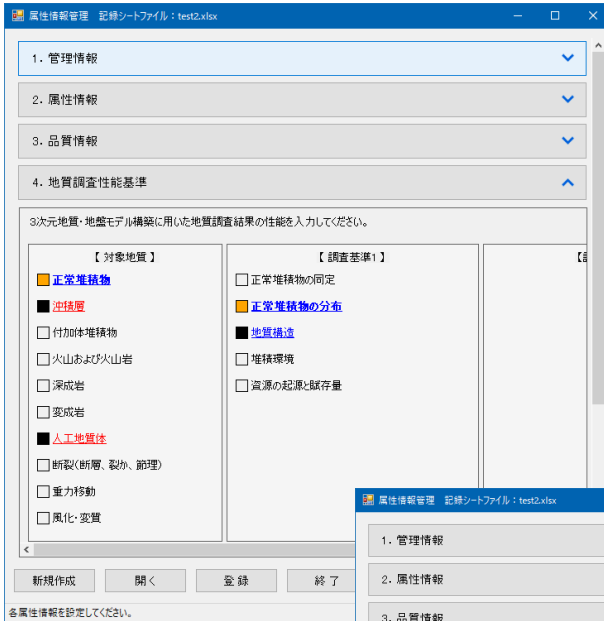 属性情報管理 記録シートファイル：test2.xlsx
1. 管理情報
2. 属性情報
3. 品質情報
4. 地質調査性能基準
3次元地質・地盤モデル構築に用いた地質調査結果の性能を入力してください。
【 対象地質 】
正常堆積物
沖積層
付加体堆積物
火山および火山岩
深成岩
変成岩
人工地質体
断裂(断層、裂か、節理)
重力移動
風化・変質
【 調査基準1 】
正常堆積物の同定
正常堆積物の分布
地質構造
堆積環境
資源の起源と賦存量
新規作成
開く
登録
終了
各属性情報を設定してください。
属性情報管理 記録シートファイル：test2.xlsx
1. 管理情報
2. 属性情報
3. 品質情報